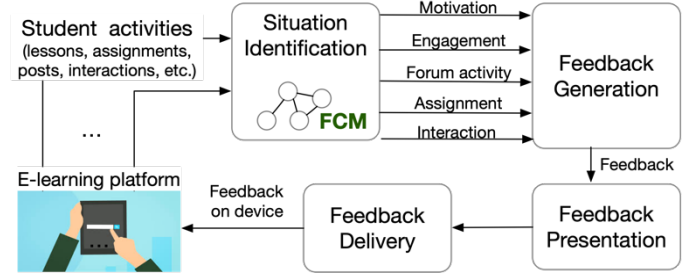 Student activities
(lessons, assignments,
posts, interactions, etc.)
...
E-learning platform
Situation
Identification
FCM
Motivation
Engagement
Forum activity
Assignment
Interaction
Feedback
Generation
Feedback
Feedback
Presentation
Feedback
Delivery
Feedback
on device